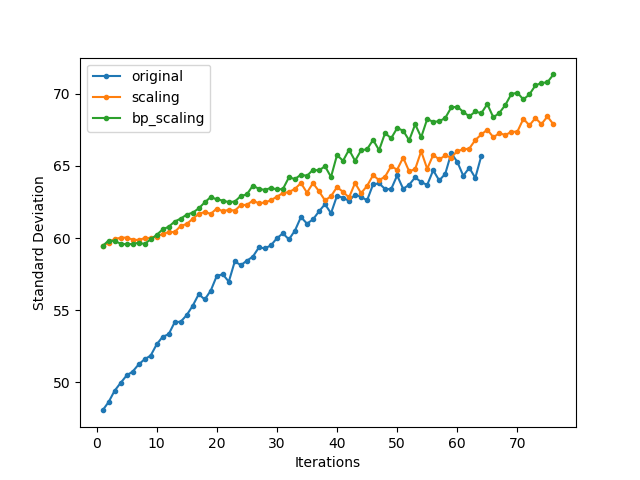 original
scaling
bp_scaling
70
65
60
55
50
Standard Deviation
0 10 20 30 40 50 60 70
Iterations